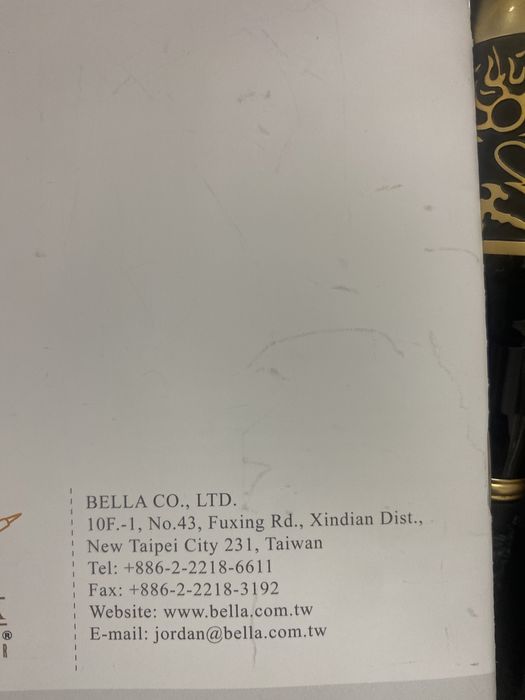 BELLA CO., LTD.
10F.-1, No.43, Fuxing Rd., Xindian Dist.,
New Taipei City 231, Taiwan
Tel: +886-2-2218-6611
Fax: +886-2-2218-3192
Website: www.bella.com.tw
E-mail: jordan@bella.com.tw
®
R